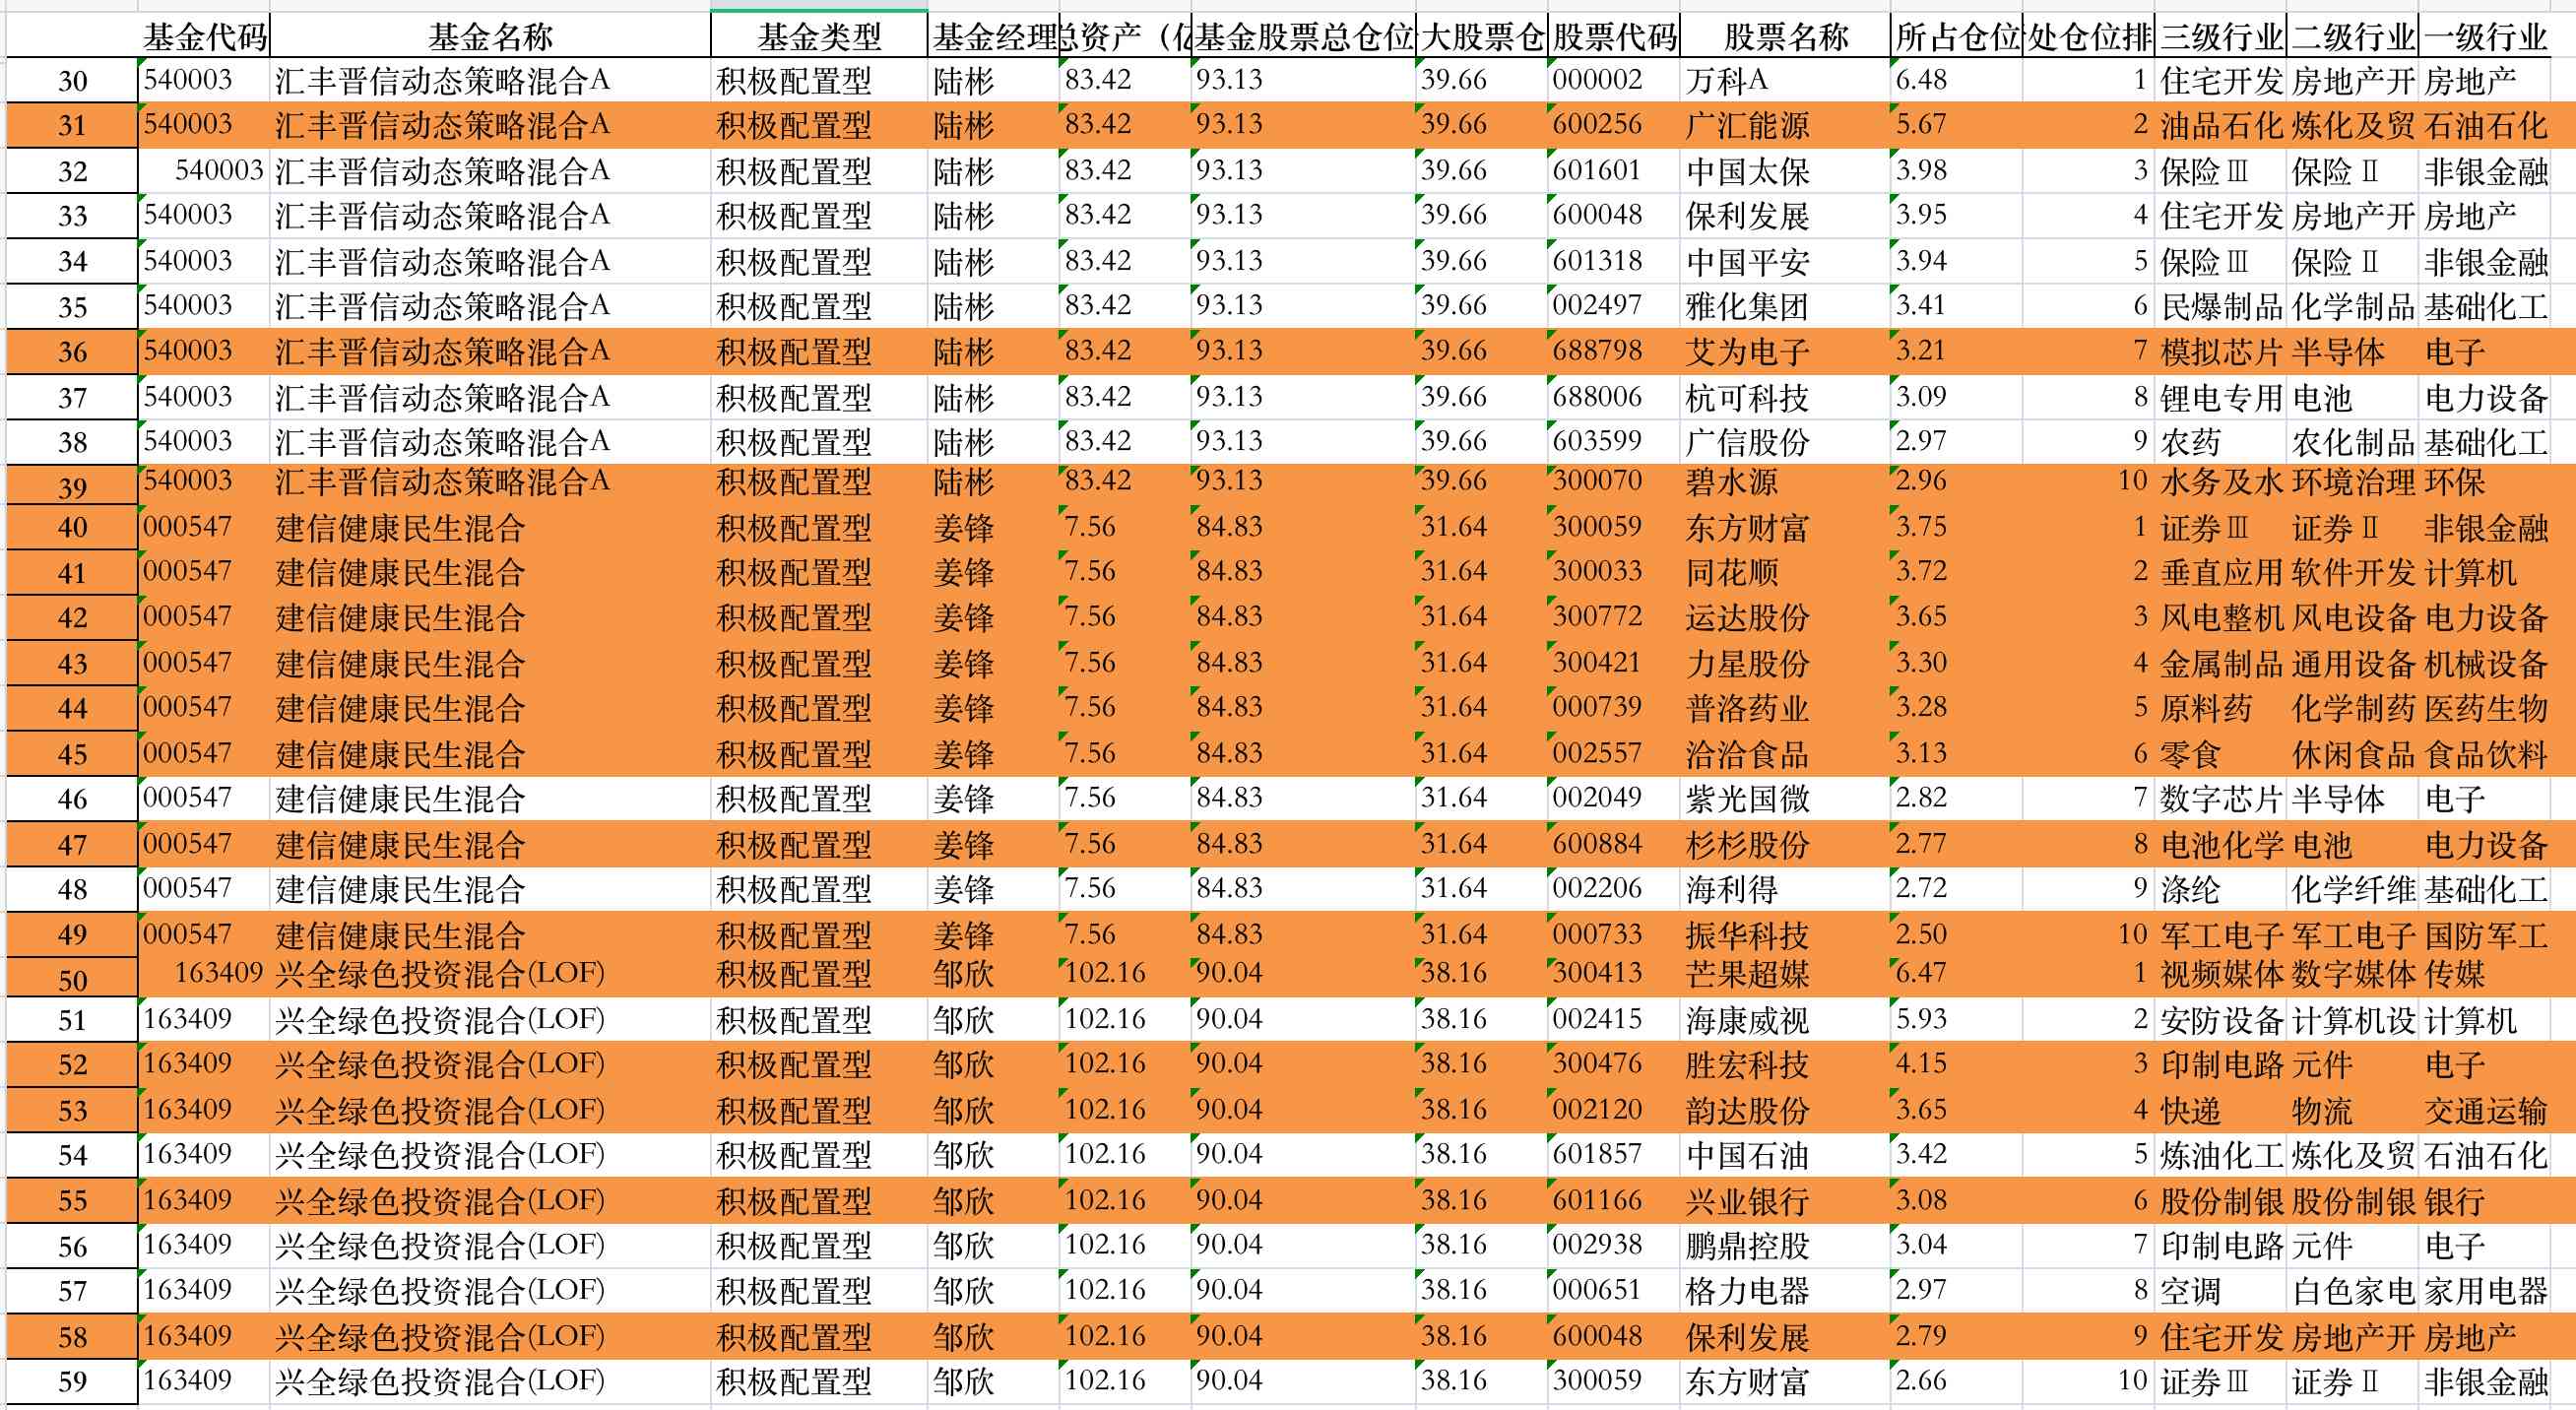 基金代码 基金名称 基金类型 基金经理 总资产（亿 基金股票总仓位 大股票仓 股票代码 股票名称 所占仓位 处仓位排 三级行业 二级行业 一级行业
30 540003 汇丰晋信动态策略混合A 积极配置型 陆彬 83.42 93.13 39.66 000002 万科A 6.48 1 住宅开发 房地产开 房地产
31 540003 汇丰晋信动态策略混合A 积极配置型 陆彬 83.42 93.13 39.66 600256 广汇能源 5.67 2 油品石化 炼化及贸 石油石化
32 540003 汇丰晋信动态策略混合A 积极配置型 陆彬 83.42 93.13 39.66 601601 中国太保 3.98 3 保险Ⅲ 保险Ⅱ 非银金融
33 540003 汇丰晋信动态策略混合A 积极配置型 陆彬 83.42 93.13 39.66 600048 保利发展 3.95 4 住宅开发 房地产开 房地产
34 540003 汇丰晋信动态策略混合A 积极配置型 陆彬 83.42 93.13 39.66 601318 中国平安 3.94 5 保险Ⅲ 保险Ⅱ 非银金融
35 540003 汇丰晋信动态策略混合A 积极配置型 陆彬 83.42 93.13 39.66 002497 雅化集团 3.41 6 民爆制品 化学制品 基础化工
36 540003 汇丰晋信动态策略混合A 积极配置型 陆彬 83.42 93.13 39.66 688798 艾为电子 3.21 7 模拟芯片 半导体 电子
37 540003 汇丰晋信动态策略混合A 积极配置型 陆彬 83.42 93.13 39.66 688006 杭可科技 3.09 8 锂电专用 电池 电力设备
38 540003 汇丰晋信动态策略混合A 积极配置型 陆彬 83.42 93.13 39.66 603599 广信股份 2.97 9 农药 农化制品 基础化工
39 540003 汇丰晋信动态策略混合A 积极配置型 陆彬 83.42 93.13 39.66 300070 碧水源 2.96 10 水务及水 环境治理 环保
40 000547 建信健康民生混合 积极配置型 姜锋 7.56 84.83 31.64 300059 东方财富 3.75 1 证券Ⅲ 证券Ⅱ 非银金融
41 000547 建信健康民生混合 积极配置型 姜锋 7.56 84.83 31.64 300033 同花顺 3.72 2 垂直应用 软件开发 计算机
42 000547 建信健康民生混合 积极配置型 姜锋 7.56 84.83 31.64 300772 运达股份 3.65 3 风电整机 风电设备 电力设备
43 000547 建信健康民生混合 积极配置型 姜锋 7.56 84.83 31.64 300421 力星股份 3.30 4 金属制品 通用设备 机械设备
44 000547 建信健康民生混合 积极配置型 姜锋 7.56 84.83 31.64 000739 普洛药业 3.28 5 原料药 化学制药 医药生物
45 000547 建信健康民生混合 积极配置型 姜锋 7.56 84.83 31.64 002557 洽洽食品 3.13 6 零食 休闲食品 食品饮料
46 000547 建信健康民生混合 积极配置型 姜锋 7.56 84.83 31.64 002049 紫光国微 2.82 7 数字芯片 半导体 电子
47 000547 建信健康民生混合 积极配置型 姜锋 7.56 84.83 31.64 600884 杉杉股份 2.77 8 电池化学 电池 电力设备
48 000547 建信健康民生混合 积极配置型 姜锋 7.56 84.83 31.64 002206 海利得 2.72 9 涤纶 化学纤维 基础化工
49 000547 建信健康民生混合 积极配置型 姜锋 7.56 84.83 31.64 000733 振华科技 2.50 10 军工电子 军工电子 国防军工
50 163409 兴全绿色投资混合(LOF) 积极配置型 邹欣 102.16 90.04 38.16 300413 芒果超媒 6.47 1 视频媒体 数字媒体 传媒
51 163409 兴全绿色投资混合(LOF) 积极配置型 邹欣 102.16 90.04 38.16 002415 海康威视 5.93 2 安防设备 计算机设 计算机
52 163409 兴全绿色投资混合(LOF) 积极配置型 邹欣 102.16 90.04 38.16 300476 胜宏科技 4.15 3 印制电路 元件 电子
53 163409 兴全绿色投资混合(LOF) 积极配置型 邹欣 102.16 90.04 38.16 002120 韵达股份 3.65 4 快递 物流 交通运输
54 163409 兴全绿色投资混合(LOF) 积极配置型 邹欣 102.16 90.04 38.16 601857 中国石油 3.42 5 炼油化工 炼化及贸 石油石化
55 163409 兴全绿色投资混合(LOF) 积极配置型 邹欣 102.16 90.04 38.16 601166 兴业银行 3.08 6 股份制银 股份制银 银行
56 163409 兴全绿色投资混合(LOF) 积极配置型 邹欣 102.16 90.04 38.16 002938 鹏鼎控股 3.04 7 印制电路 元件 电子
57 163409 兴全绿色投资混合(LOF) 积极配置型 邹欣 102.16 90.04 38.16 000651 格力电器 2.97 8 空调 白色家电 家用电器
58 163409 兴全绿色投资混合(LOF) 积极配置型 邹欣 102.16 90.04 38.16 600048 保利发展 2.79 9 住宅开发 房地产开 房地产
59 163409 兴全绿色投资混合(LOF) 积极配置型 邹欣 102.16 90.04 38.16 300059 东方财富 2.66 10 证券Ⅲ 证券Ⅱ 非银金融